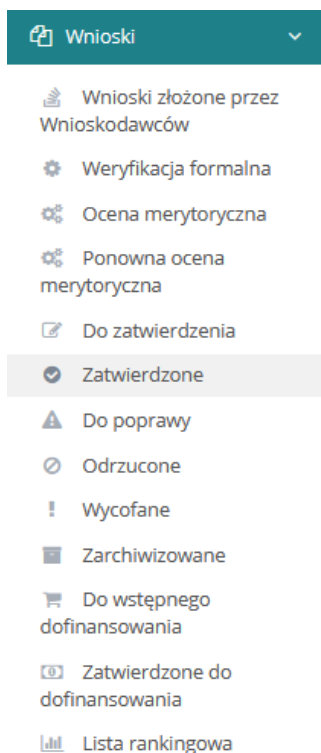 Wnioski
Wnioski złożone przez
Wnioskodawców
Weryfikacja formalna
Ocena merytoryczna
Ponowna ocena
merytoryczna
Do zatwierdzenia
Zatwierdzone
Do poprawy
Odrzucone
Wycofane
Zarchiwizowane
Do wstępnego
dofinansowania
Zatwierdzone do
dofinansowania
Lista rankingowa